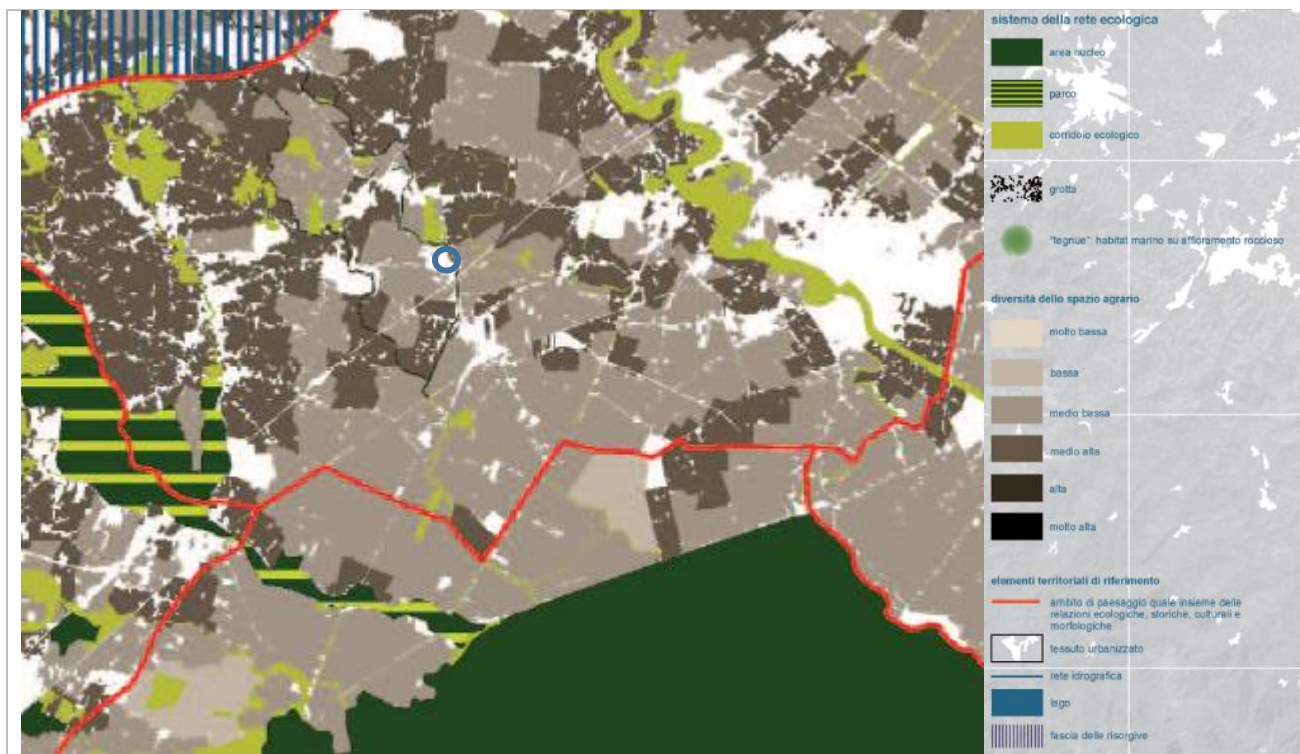 sistema della rete ecologica
area nucleo
parco
corridoio ecologico
grotta
"tegnue": habitat marino su affioramento roccioso
diversità dello spazio agrario
molto bassa
bassa
medio bassa
medio alta
alta
molto alta
elementi territoriali di riferimento
ambito di paesaggio quale insieme delle
relazioni ecologiche, storiche, culturali e
morfologiche
tessuto urbanizzato
rete idrografica
lago
fascia delle risorgive